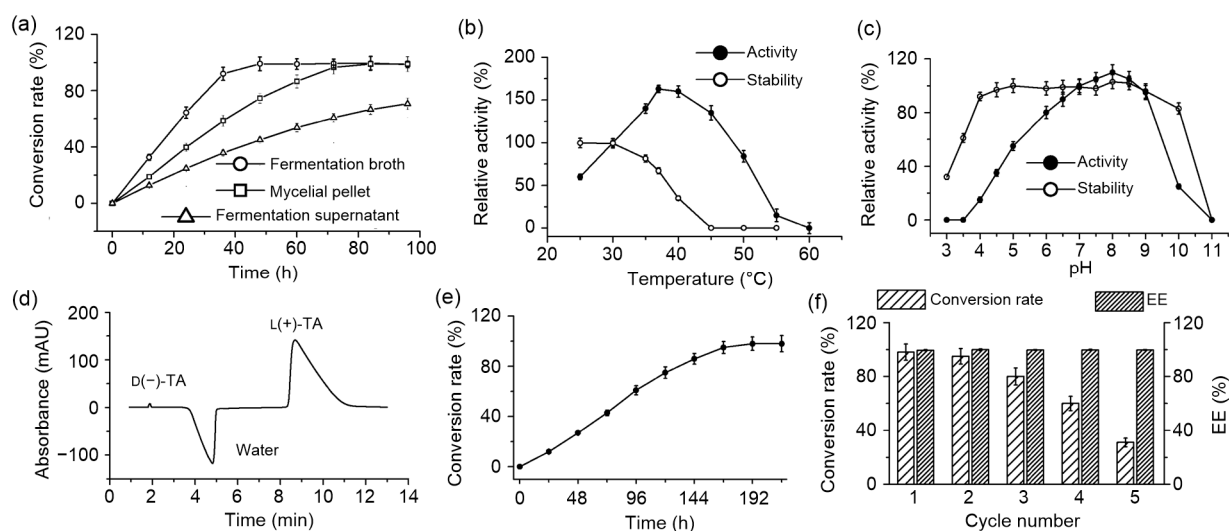 (a)
Conversion rate (%)
120
80
40
0
Fermentation broth
Mycelial pellet
Fermentation supernatant
0 20 40 60 80 100
Time (h)
(b)
Relative activity (%)
200
150
100
50
0
Activity
Stability
20 30 40 50 60
Temperature (°C)
(c)
Relative activity (%)
120
80
40
0
Activity
Stability
3 4 5 6 7 8 9 10 11
pH
(d)
Absorbance (mAU)
200
100
0
−100
D(−)-TA
L(+)-TA
Water
0 2 4 6 8 10 12 14
Time (min)
(e)
Conversion rate (%)
120
80
40
0
0 48 96 144 192
Time (h)
(f)
Conversion rate
EE
Conversion rate (%)
120
80
40
0
120
80
40
0
EE (%)
1 2 3 4 5
Cycle number